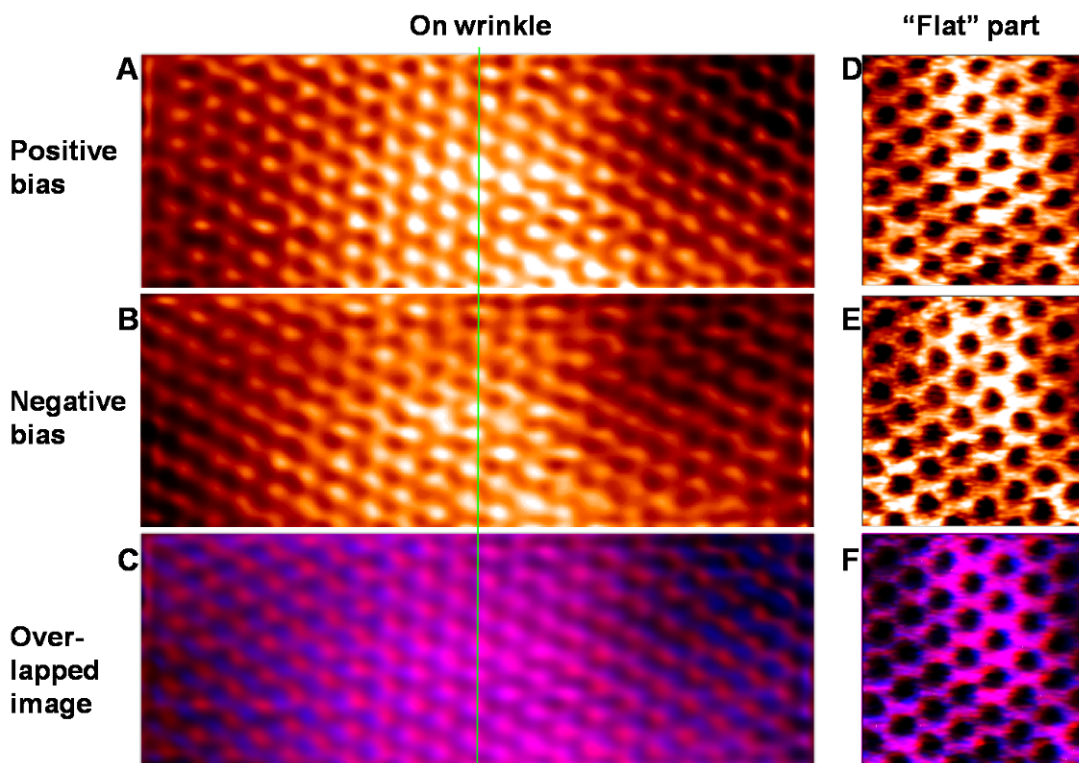 On wrinkle
“Flat” part
A
D
Positive
bias
B
E
Negative
bias
C
F
Over-
lapped
image